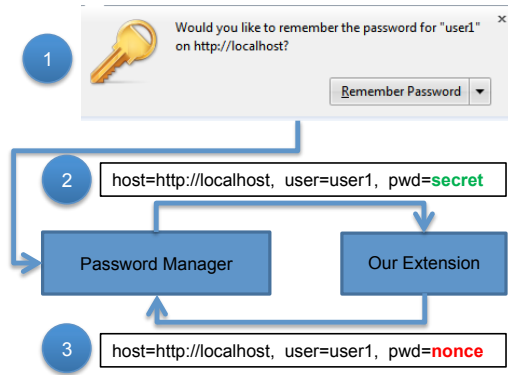 1
Would you like to remember the password for "user1"
on http://localhost?
x
Remember Password
2
host=http://localhost, user=user1, pwd=secret
Password Manager
Our Extension
3
host=http://localhost, user=user1, pwd=nonce